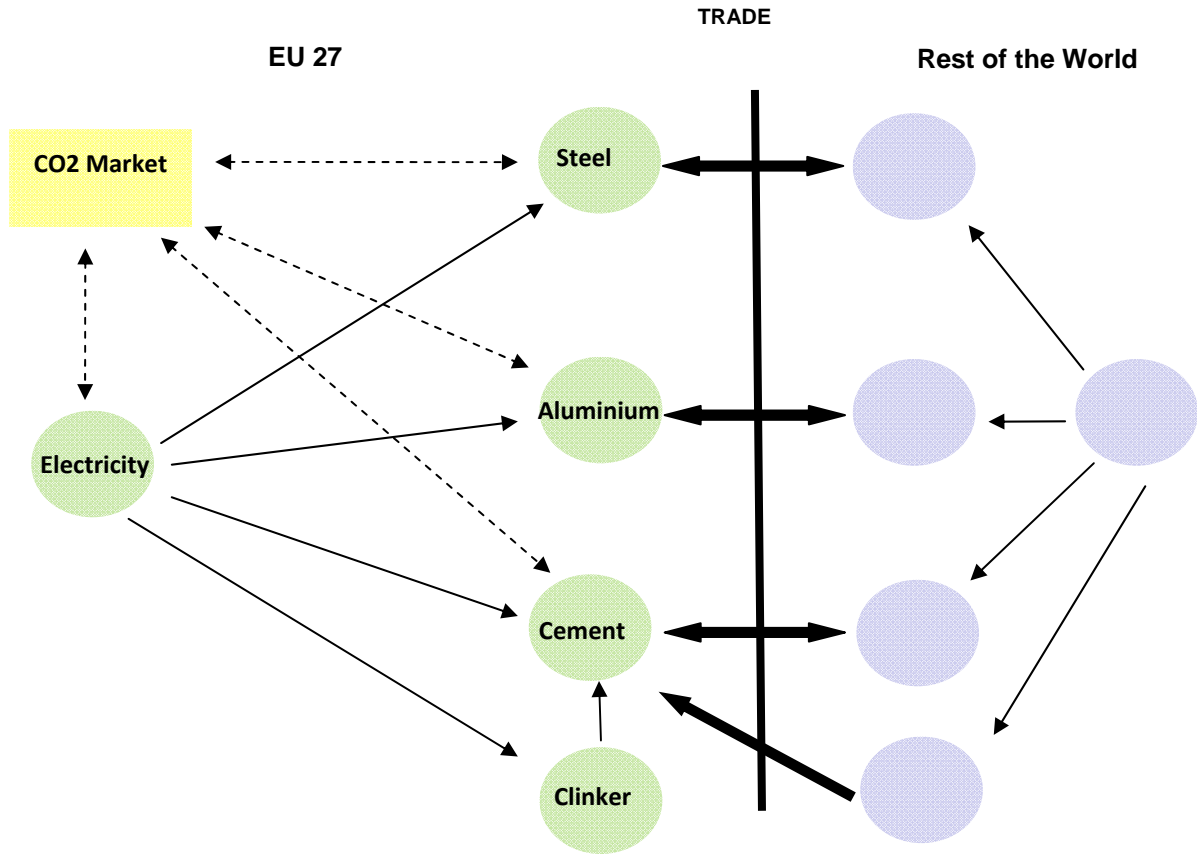 TRADE
EU 27
Rest of the World
CO2 Market
Steel
Aluminium
Electricity
Cement
Clinker